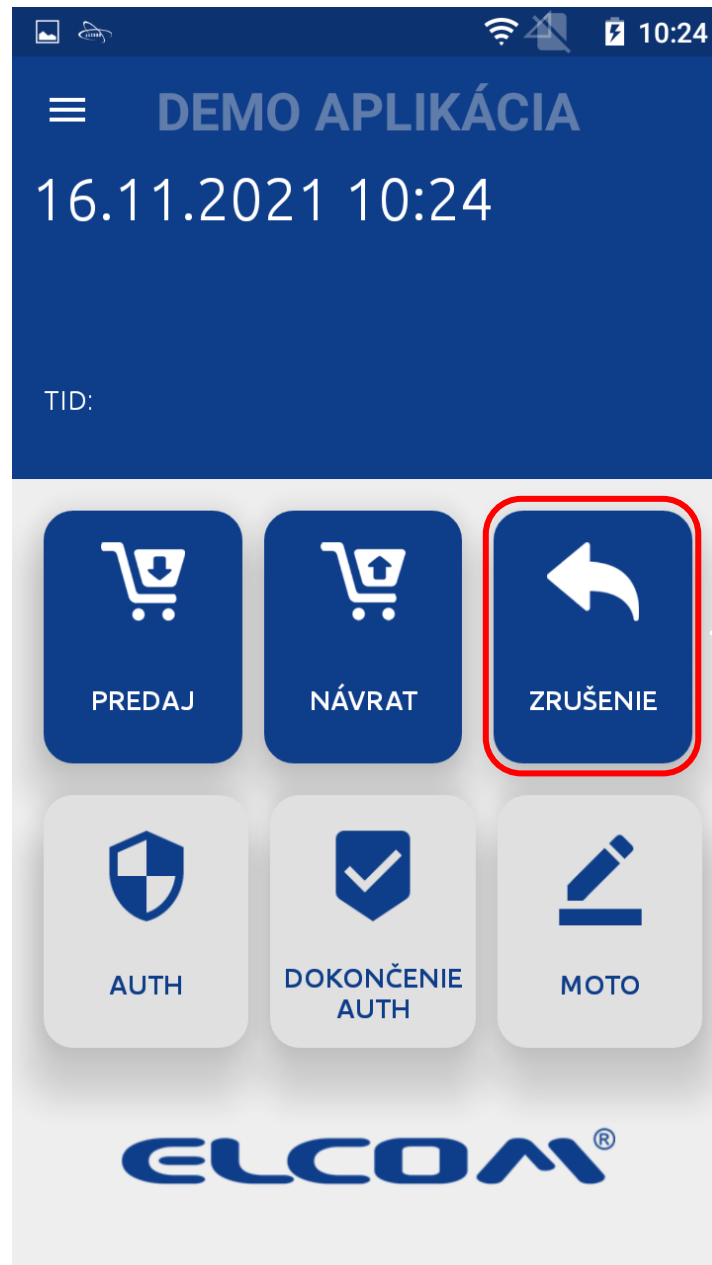 10:24
DEMO APLIKÁCIA
16.11.2021 10:24
TID:
PREDAJ
NÁVRAT
ZRUŠENIE
AUTH
DOKONČENIE
AUTH
MOTO
ELCOM®